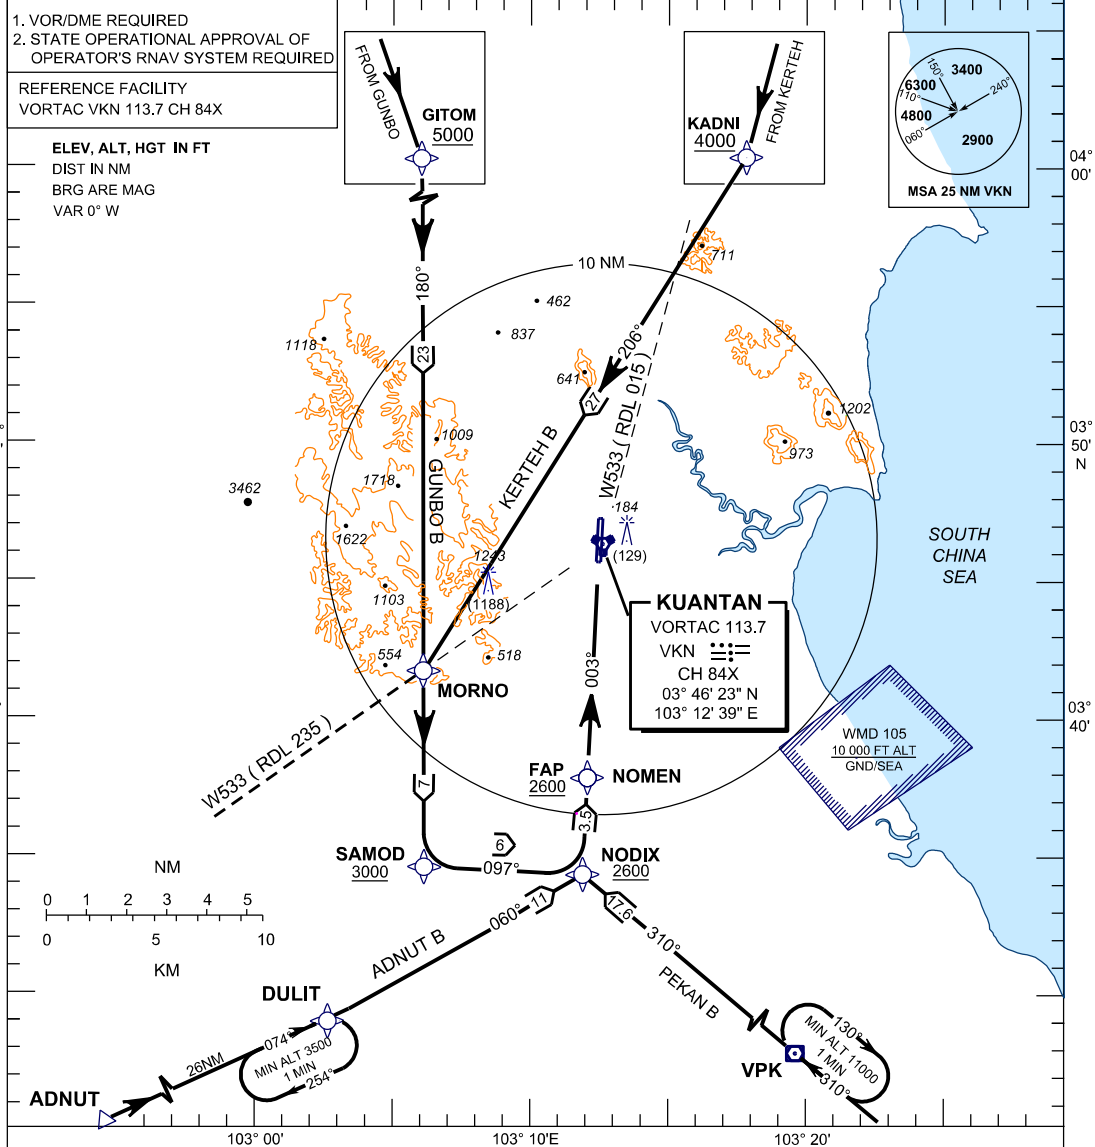 1. VOR/DME REQUIRED
2. STATE OPERATIONAL APPROVAL OF
OPERATOR'S RNAV SYSTEM REQUIRED
REFERENCE FACILITY
VORTAC VKN 113.7 CH 84X
ELEV, ALT, HGT IN FT
DIST IN NM
BRG ARE MAG
VAR 0° W
FROM GUNBO
GITOM
5000
FROM KERTEH
KADNI
4000
150°
3400
6300
110°
240°
4800
060°
2900
MSA 25 NM VKN
04°
00'
711
10 NM
180°
462
837
1118
206°
23
641
27
W533 ( RDL 015 )
1202
973
03°
50'
N
1009
GUNBO B
KERTEH B
1718
3462
184
1622
(129)
SOUTH
CHINA
SEA
1243
1103
(1188)
KUANTAN
VORTAC 113.7
VKN
CH 84X
03° 46' 23" N
103° 12' 39" E
554
518
MORNO
003°
03°
40'
WMD 105
10 000 FT ALT
GND/SEA
W533 ( RDL 235 )
7
FAP
2600
NOMEN
3.5
SAMOD
3000
6
097°
NODIX
2600
NM
0 1 2 3 4 5
0 5 10
KM
ADNUT B
060°
11
17.6
310°
PEKAN B
DULIT
074°
26NM
MIN ALT 3500
1 MIN
254°
130°
MIN ALT 11000
1 MIN
310°
VPK
ADNUT
103° 00'
103° 10'E
103° 20'